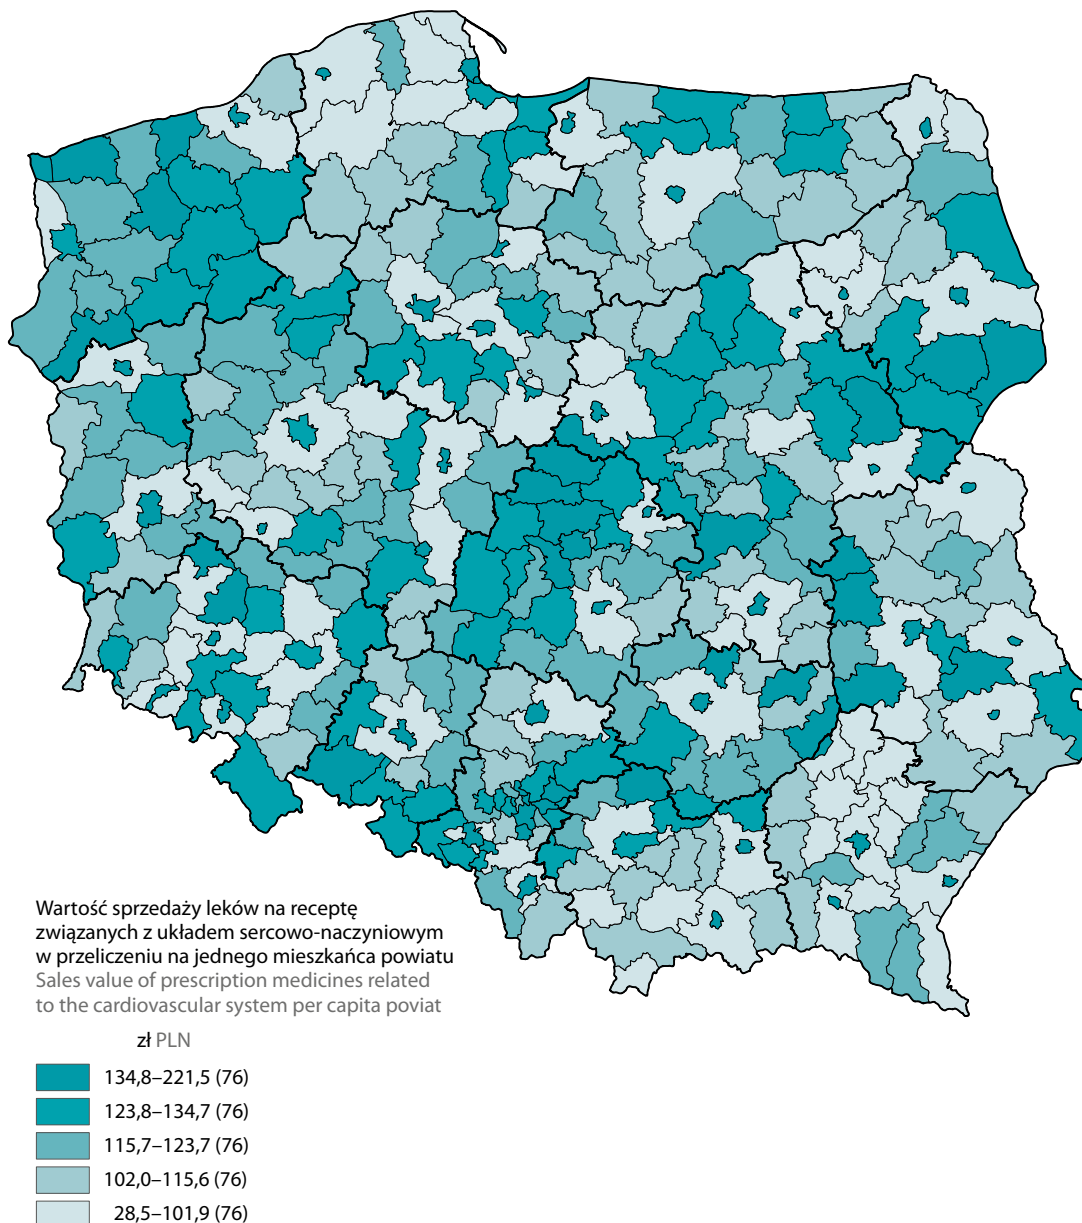 Wartość sprzedaży leków na receptę
związanych z układem sercowo-naczyniowym
w przeliczeniu na jednego mieszkańca powiatu
Sales value of prescription medicines related
to the cardiovascular system per capita poviat
zł PLN
134,8–221,5 (76)
123,8–134,7 (76)
115,7–123,7 (76)
102,0–115,6 (76)
28,5–101,9 (76)